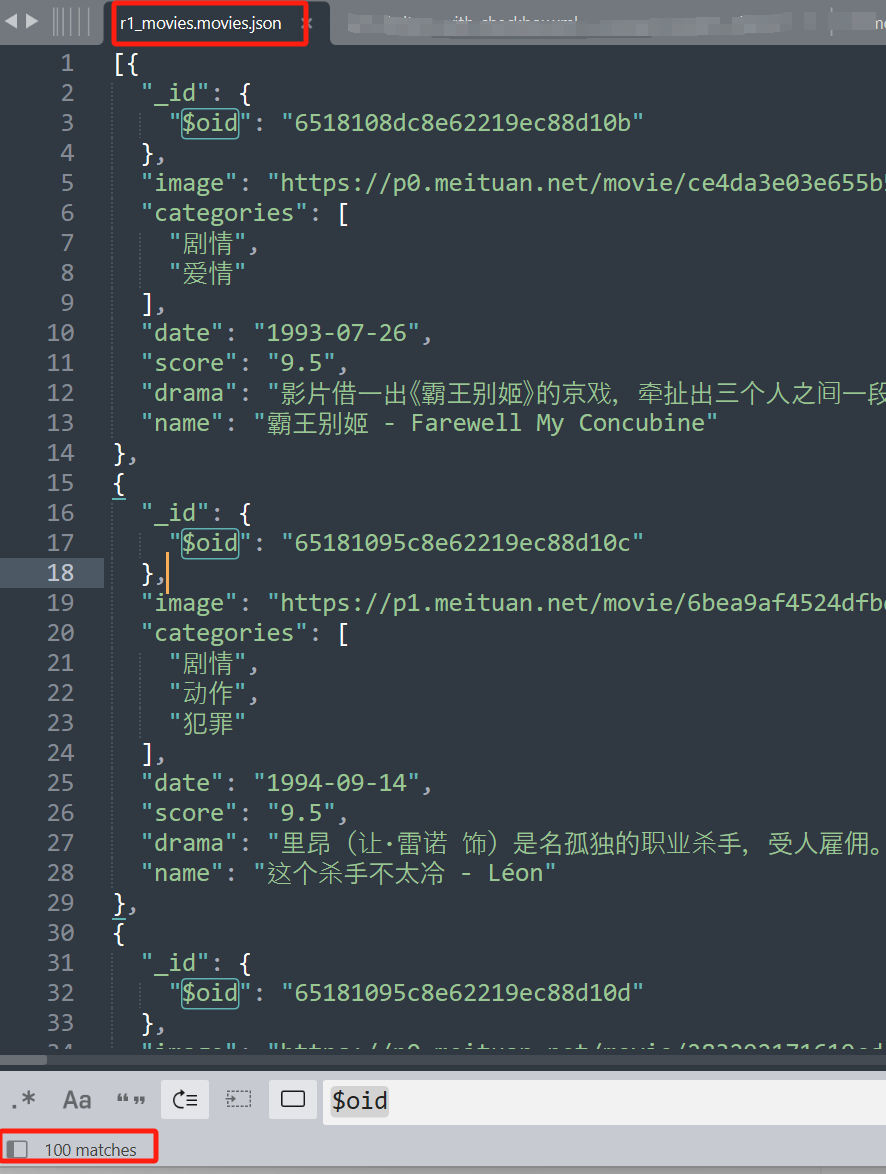 r1_movies.movies.json
1 [{
2 "_id": {
3 "$oid": "6518108dc8e62219ec88d10b"
4 },
5 "image": "https://p0.meituan.net/movie/ce4da3e03e655b
6 "categories": [
7 "剧情",
8 "爱情"
9 ],
10 "date": "1993-07-26",
11 "score": "9.5",
12 "drama": "影片借一出《霸王别姬》的京戏，牵扯出三个人之间一段
13 "name": "霸王别姬 - Farewell My Concubine"
14 },
15 {
16 "_id": {
17 "$oid": "65181095c8e62219ec88d10c"
18 },
19 "image": "https://p1.meituan.net/movie/6bea9af4524dfb
20 "categories": [
21 "剧情",
22 "动作",
23 "犯罪"
24 ],
25 "date": "1994-09-14",
26 "score": "9.5",
27 "drama": "里昂（让·雷诺 饰）是名孤独的职业杀手，受人雇佣。
28 "name": "这个杀手不太冷 - Léon"
29 },
30 {
31 "_id": {
32 "$oid": "65181095c8e62219ec88d10d"
33 },
.* Aa “” $oid
100 matches